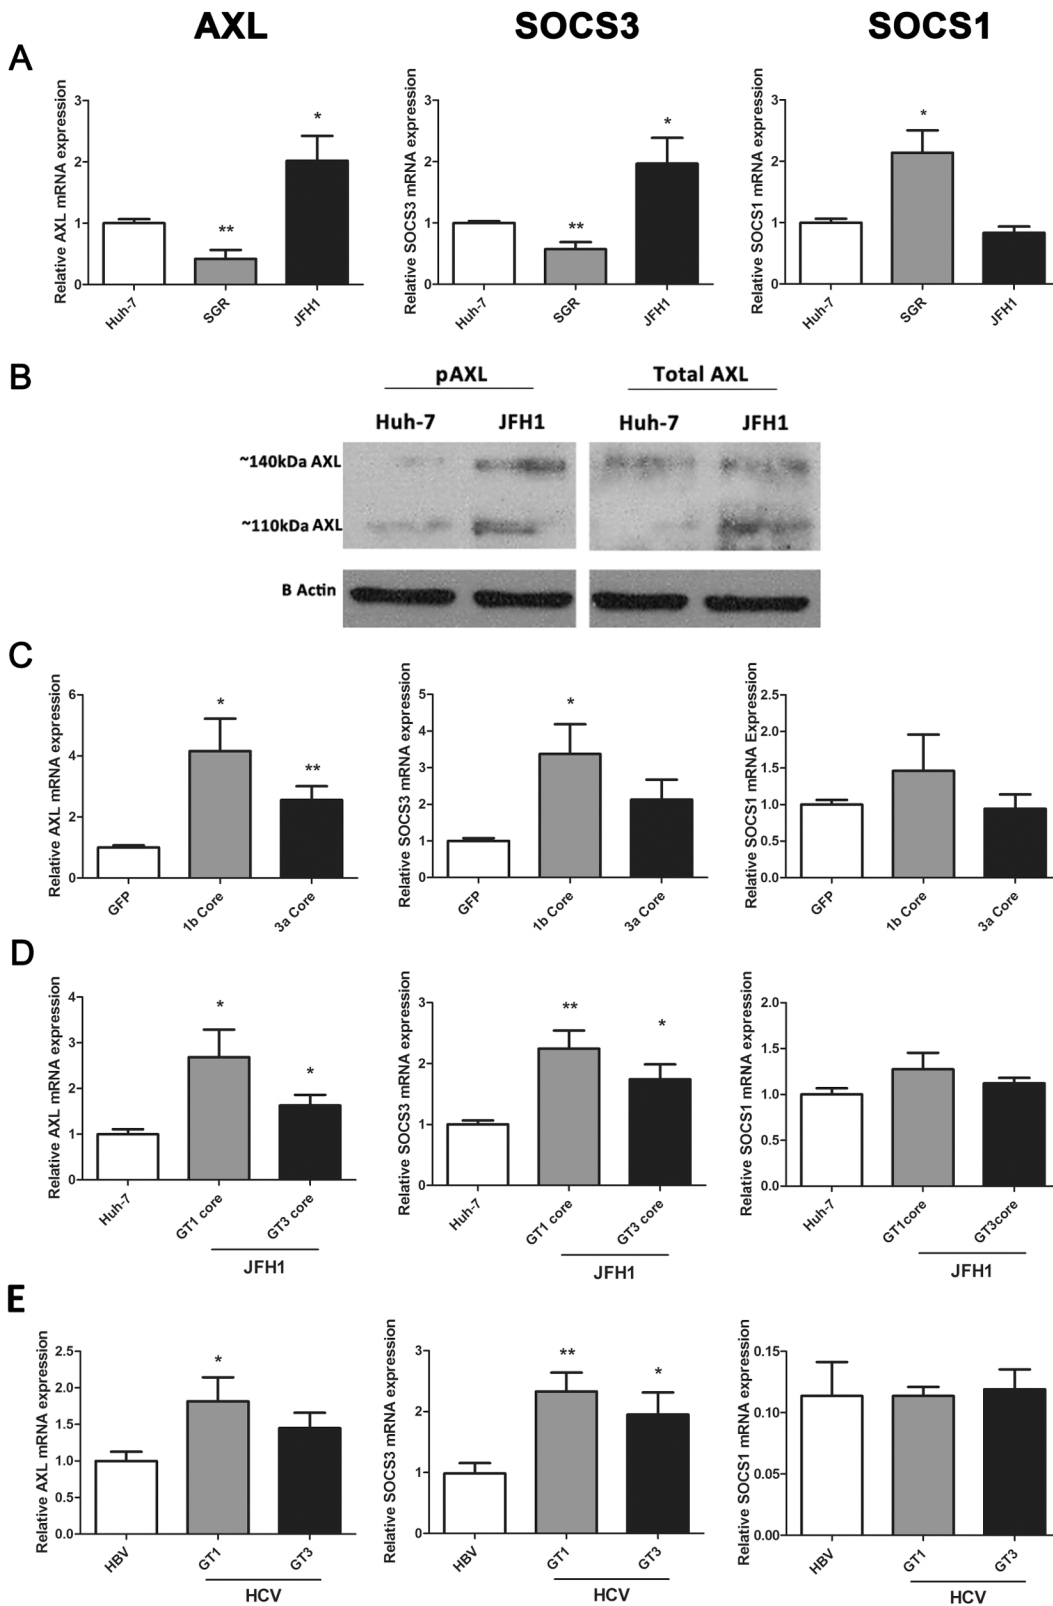 AXL SOCS3 SOCS1
A
Relative AXL mRNA expression
3
2
1
0
**
*
Huh-7 SGR JFH1
Relative SOCS3 mRNA expression
3
2
1
0
**
*
Huh-7 SGR JFH1
Relative SOCS1 mRNA expression
3
2
1
0
*
Huh-7 SGR JFH1
B
pAXL Total AXL
Huh-7 JFH1 Huh-7 JFH1
~140kDa AXL
~110kDa AXL
B Actin
C
Relative AXL mRNA expression
6
4
2
0
*
**
GFP 1b Core 3a Core
Relative SOCS3 mRNA expression
5
4
3
2
1
0
*
GFP 1b Core 3a Core
Relative SOCS1 mRNA Expression
2.5
2.0
1.5
1.0
0.5
0.0
GFP 1b Core 3a Core
D
Relative AXL mRNA expression
4
3
2
1
0
*
*
Huh-7 GT1 core GT3 core
JFH1
Relative SOCS3 mRNA expression
3
2
1
0
**
*
Huh-7 GT1 core GT3 core
JFH1
Relative SOCS1 mRNA expression
2.0
1.5
1.0
0.5
0.0
Huh-7 GT1core GT3core
JFH1
E
Relative AXL mRNA expression
2.5
2.0
1.5
1.0
0.5
0.0
*
HBV GT1 GT3
HCV
Relative SOCS3 mRNA expression
3
2
1
0
**
*
HBV GT1 GT3
HCV
Relative SOCS1 mRNA expression
0.15
0.10
0.05
0.00
HBV GT1 GT3
HCV